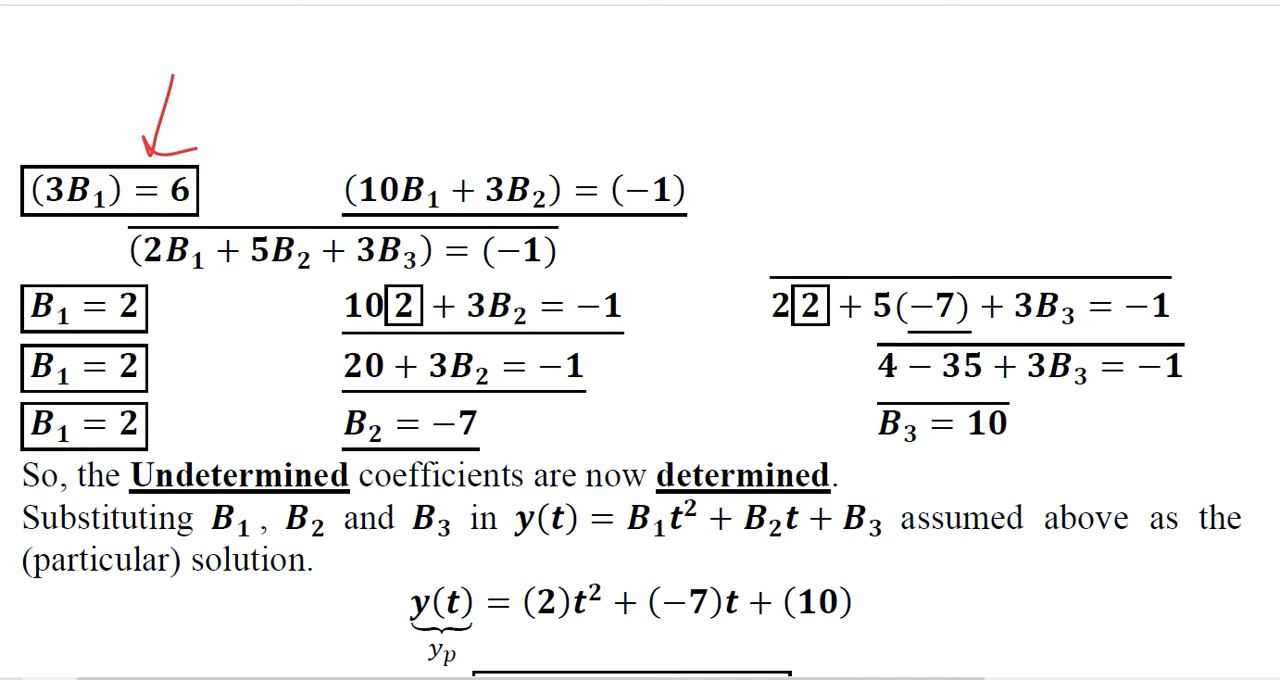 (3B₁) = 6 (10B₁ + 3B₂) = (−1)
(2B₁ + 5B₂ + 3B₃) = (−1)
B₁ = 2 10 2 + 3B₂ = −1 2 2 + 5(−7) + 3B₃ = −1
B₁ = 2 20 + 3B₂ = −1 4 − 35 + 3B₃ = −1
B₁ = 2 B₂ = −7 B₃ = 10
So, the Undetermined coefficients are now determined.
Substituting B₁ , B₂ and B₃ in y(t) = B₁t² + B₂t + B₃ assumed above as the
(particular) solution.
y(t) = (2)t² + (−7)t + (10)
yₚ